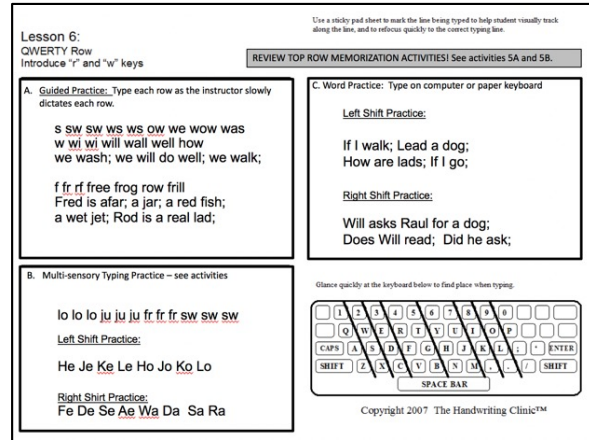 Lesson 6:
QWERTY Row
Introduce "r" and "w" keys
Use a sticky pad sheet to mark the line being typed to help student visually track
along the line, and to refocus quickly to the correct typing line.
REVIEW TOP ROW MEMORIZATION ACTIVITIES! See activities 5A and 5B.
A. Guided Practice: Type each row as the instructor slowly
dictates each row.
s sw sw ws ws ow we wow was
w wi wi will wall well how
we wash; we will do well; we walk;
f fr rf free frog row frill
Fred is afar; a jar; a red fish;
a wet jet; Rod is a real lad;
B. Multi-sensory Typing Practice – see activities
lo lo lo ju ju ju fr fr fr sw sw sw
Left Shift Practice:
He Je Ke Le Ho Jo Ko Lo
Right Shirt Practice:
Fe De Se Ae Wa Da Sa Ra
C. Word Practice: Type on computer or paper keyboard
Left Shift Practice:
If I walk; Lead a dog;
How are lads; If I go;
Right Shift Practice:
Will asks Raul for a dog;
Does Will read; Did he ask;
Glance quickly at the keyboard below to find place when typing.
1 2 3 4 5 6 7 8 9 0
Q W E R T Y U I O P
CAPS A S D F G H J K L ; ' ENTER
SHIFT Z X C V B N M , . / SHIFT
SPACE BAR
Copyright 2007 The Handwriting Clinic™